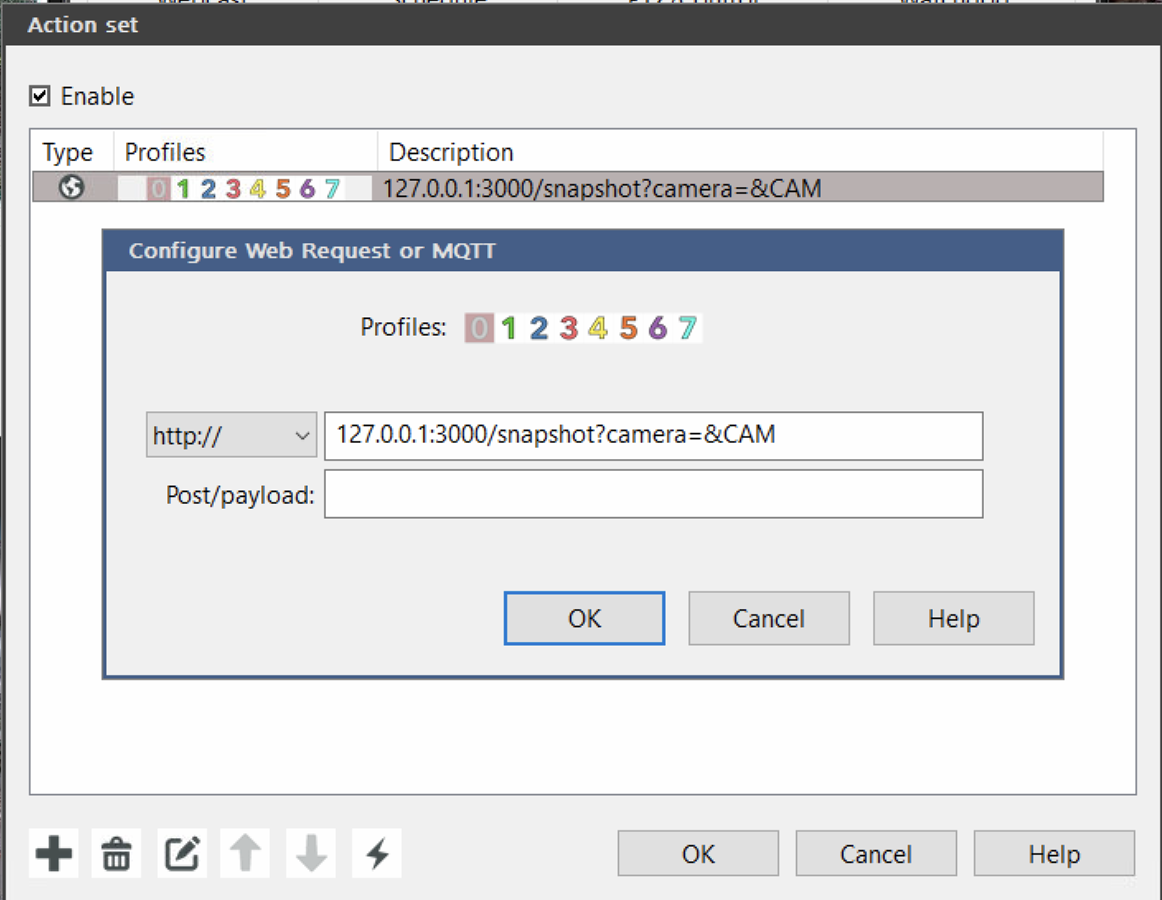 Action set
Enable
Type Profiles Description
0 1 2 3 4 5 6 7 127.0.0.1:3000/snapshot?camera=&CAM
Configure Web Request or MQTT
Profiles: 0 1 2 3 4 5 6 7
http:// 127.0.0.1:3000/snapshot?camera=&CAM
Post/payload:
OK Cancel Help
OK Cancel Help